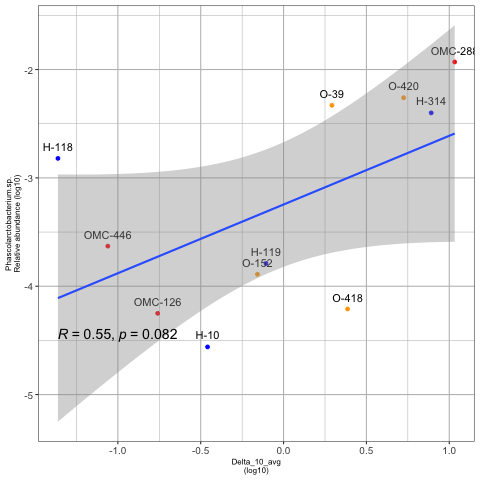 OMC-288
-2
O-420
O-39
H-314
H-118
-3
OMC-446
H-119
O-152
-4
OMC-126
O-418
R = 0.55, p = 0.082
H-10
-5
Phascolarctobacterium.sp.
Relative abundance (log10)
-1.0 -0.5 0.0 0.5 1.0
Delta_10_avg
(log10)